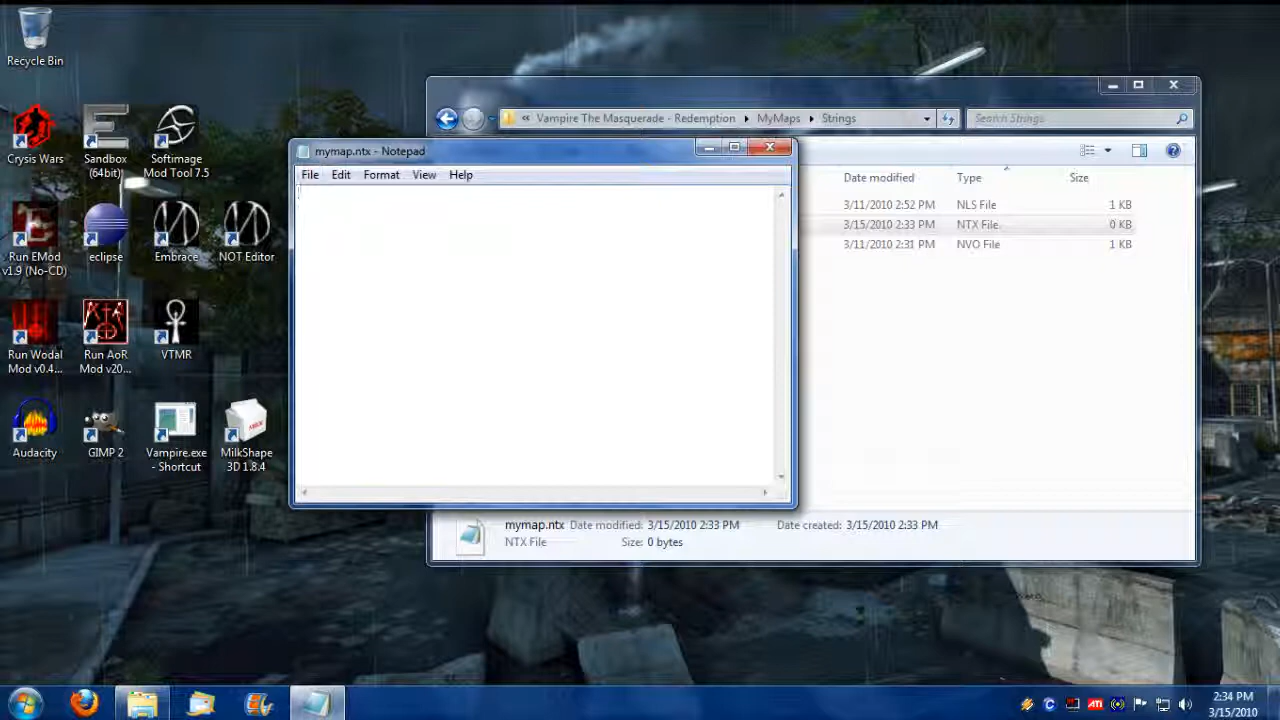 Recycle Bin
Crysis Wars
Sandbox
(64bit)
Softimage
Mod Tool 7.5
Run EMod
v1.9 (No-CD)
eclipse
Embrace
NOT Editor
Run Wodal
Mod v0.4...
Run AoR
Mod v20...
VTMR
Audacity
GIMP 2
Vampire.exe
- Shortcut
MilkShape
3D 1.8.4
« Vampire The Masquerade - Redemption MyMaps Strings
Search Strings
mymap.ntx - Notepad
File Edit Format View Help
Date modified Type Size
3/11/2010 2:52 PM NLS File 1 KB
3/15/2010 2:33 PM NTX File 0 KB
3/11/2010 2:31 PM NVO File 1 KB
mymap.ntx Date modified: 3/15/2010 2:33 PM Date created: 3/15/2010 2:33 PM
NTX File Size: 0 bytes
ATI
2:34 PM
3/15/2010